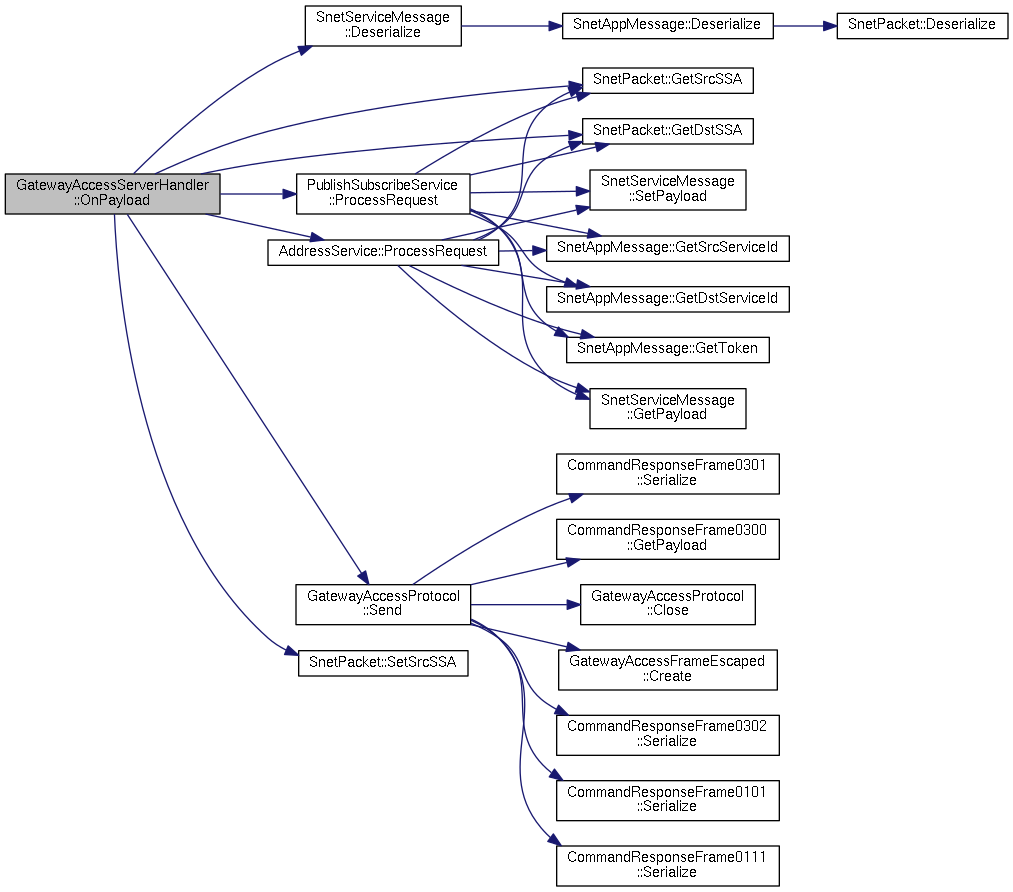 SnetServiceMessage
::Deserialize
SnetAppMessage::Deserialize
SnetPacket::Deserialize
SnetPacket::GetSrcSSA
SnetPacket::GetDstSSA
GatewayAccessServerHandler
::OnPayload
PublishSubscribeService
::ProcessRequest
SnetServiceMessage
::SetPayload
AddressService::ProcessRequest
SnetAppMessage::GetSrcServiceId
SnetAppMessage::GetDstServiceId
SnetAppMessage::GetToken
SnetServiceMessage
::GetPayload
CommandResponseFrame0301
::Serialize
CommandResponseFrame0300
::GetPayload
GatewayAccessProtocol
::Send
GatewayAccessProtocol
::Close
SnetPacket::SetSrcSSA
GatewayAccessFrameEscaped
::Create
CommandResponseFrame0302
::Serialize
CommandResponseFrame0101
::Serialize
CommandResponseFrame0111
::Serialize